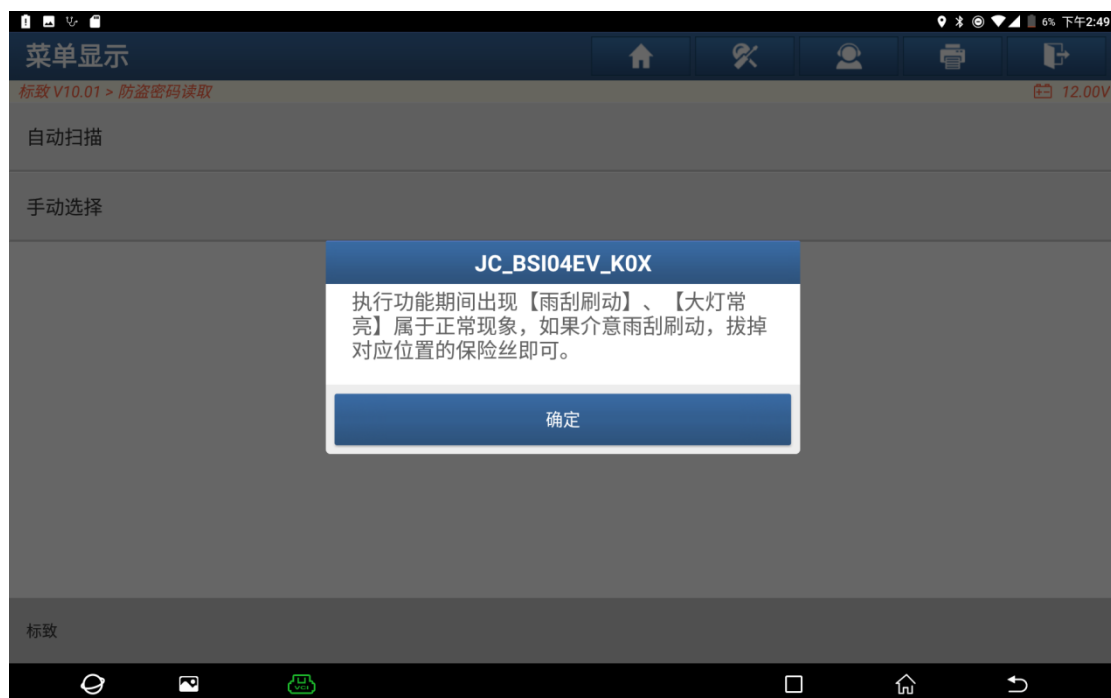 6% 下午2:49
菜单显示
标致 V10.01 > 防盗密码读取
12.00V
自动扫描
手动选择
JC_BSI04EV_K0X
执行功能期间出现【雨刮刷动】、【大灯常
亮】属于正常现象，如果介意雨刮刷动，拔掉
对应位置的保险丝即可。
确定
标致
VCI